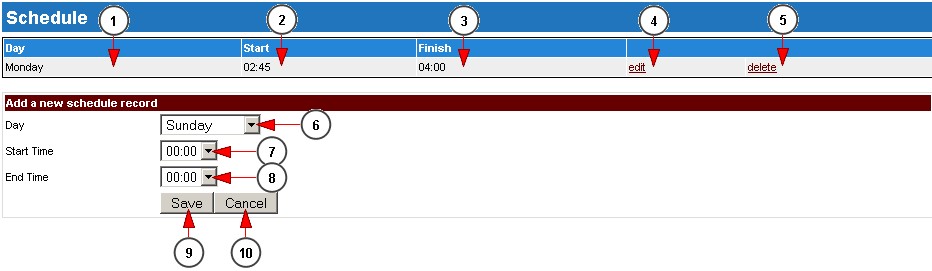 Schedule 1 2 3 4 5
Day Start Finish
Monday 02:45 04:00 edit delete
Add a new schedule record
Day Sunday 6
Start Time 00:00 7
End Time 00:00 8
Save Cancel
9 10